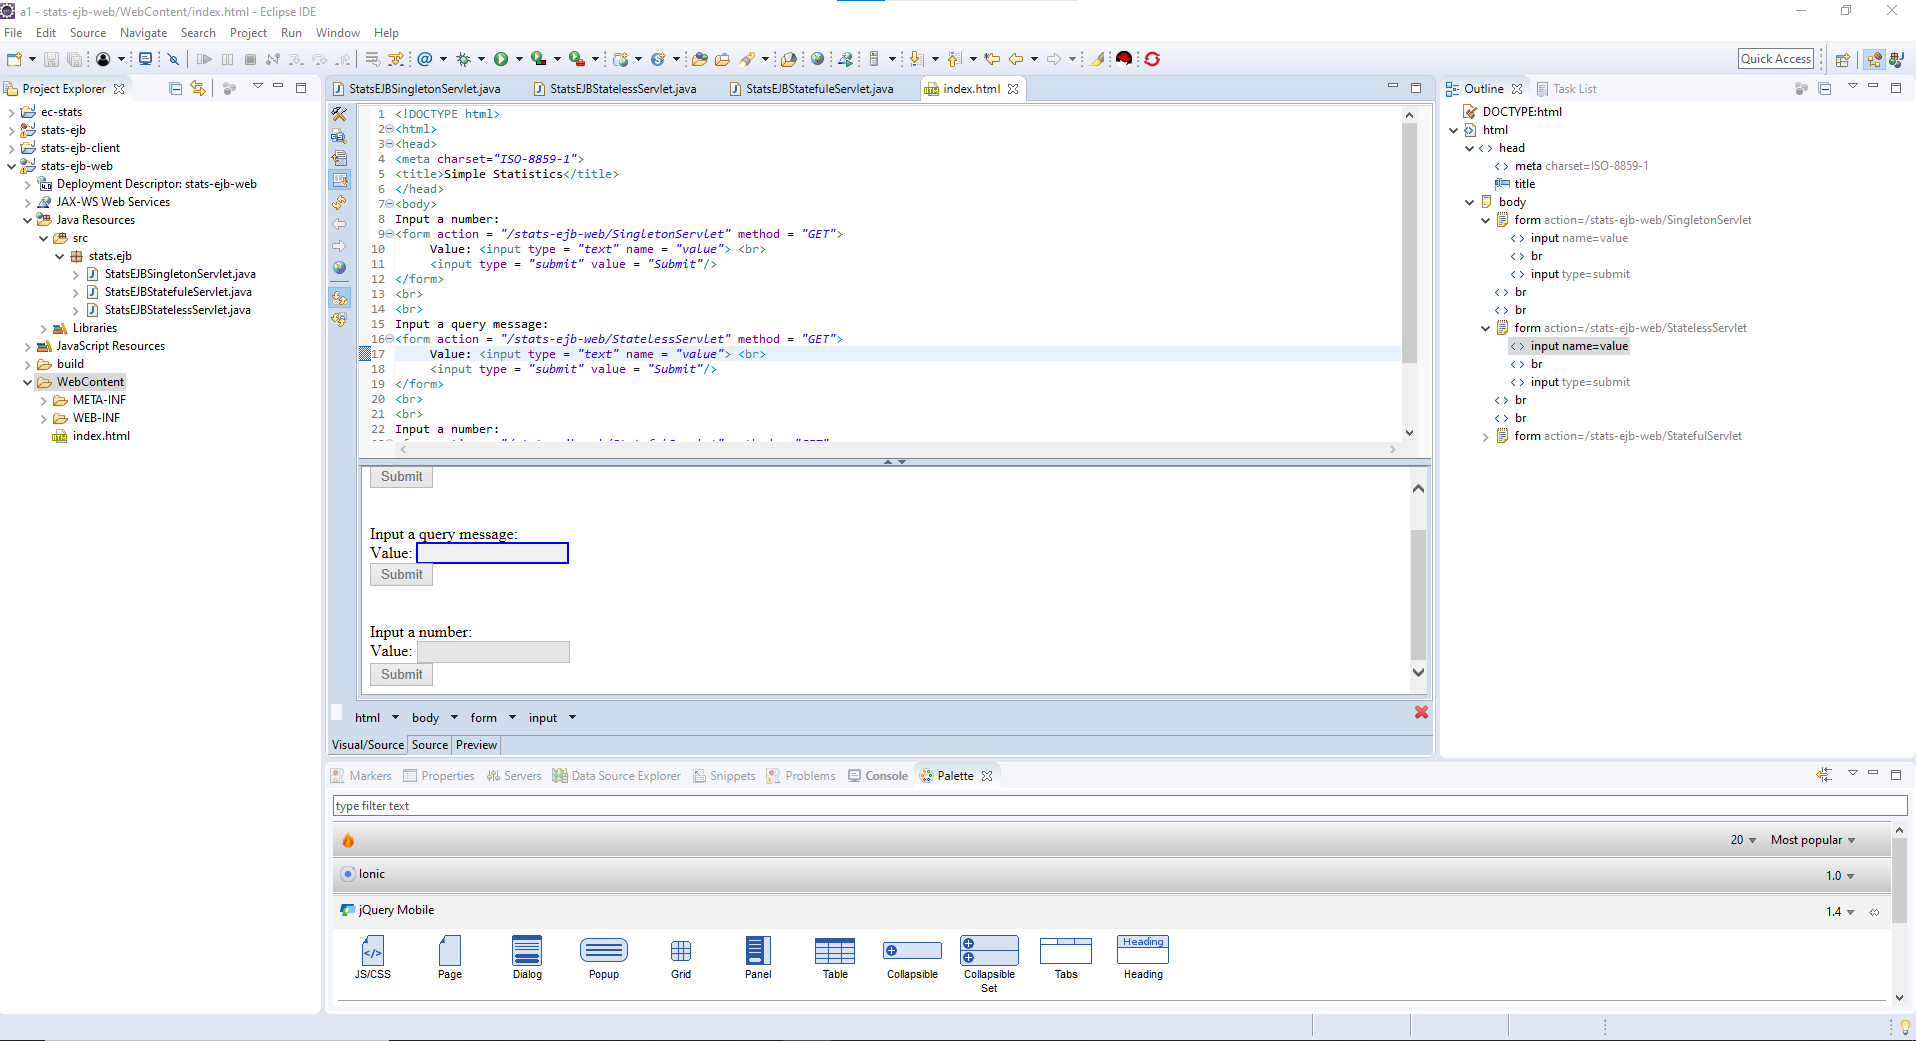 a1 - stats-ejb-web/WebContent/index.html - Eclipse IDE
File Edit Source Navigate Search Project Run Window Help
Quick Access
Project Explorer
ec-stats
stats-ejb
stats-ejb-client
stats-ejb-web
Deployment Descriptor: stats-ejb-web
JAX-WS Web Services
Java Resources
src
stats.ejb
StatsEJBSingletonServlet.java
StatsEJBStatefuleServlet.java
StatsEJBStatelessServlet.java
Libraries
JavaScript Resources
build
WebContent
META-INF
WEB-INF
index.html
StatsEJBSingletonServlet.java StatsEJBStatelessServlet.java StatsEJBStatefuleServlet.java index.html
1 <!DOCTYPE html>
2 <html>
3 <head>
4 <meta charset="ISO-8859-1">
5 <title>Simple Statistics</title>
6 </head>
7 <body>
8 Input a number:
9 <form action = "/stats-ejb-web/SingletonServlet" method = "GET">
10 Value: <input type = "text" name = "value"> <br>
11 <input type = "submit" value = "Submit"/>
12 </form>
13 <br>
14 <br>
15 Input a query message:
16 <form action = "/stats-ejb-web/StatelessServlet" method = "GET">
17 Value: <input type = "text" name = "value"> <br>
18 <input type = "submit" value = "Submit"/>
19 </form>
20 <br>
21 <br>
22 Input a number:
Submit
Input a query message:
Value:
Submit
Input a number:
Value:
Submit
html body form input
Visual/Source Source Preview
Outline Task List
DOCTYPE:html
html
head
meta charset=ISO-8859-1
title
body
form action=/stats-ejb-web/SingletonServlet
input name=value
br
input type=submit
br
br
form action=/stats-ejb-web/StatelessServlet
input name=value
br
input type=submit
br
br
form action=/stats-ejb-web/StatefulServlet
Markers Properties Servers Data Source Explorer Snippets Problems Console Palette
type filter text
20 Most popular
Ionic 1.0
jQuery Mobile 1.4
Heading
JS/CSS Page Dialog Popup Grid Panel Table Collapsible Collapsible Set Tabs Heading